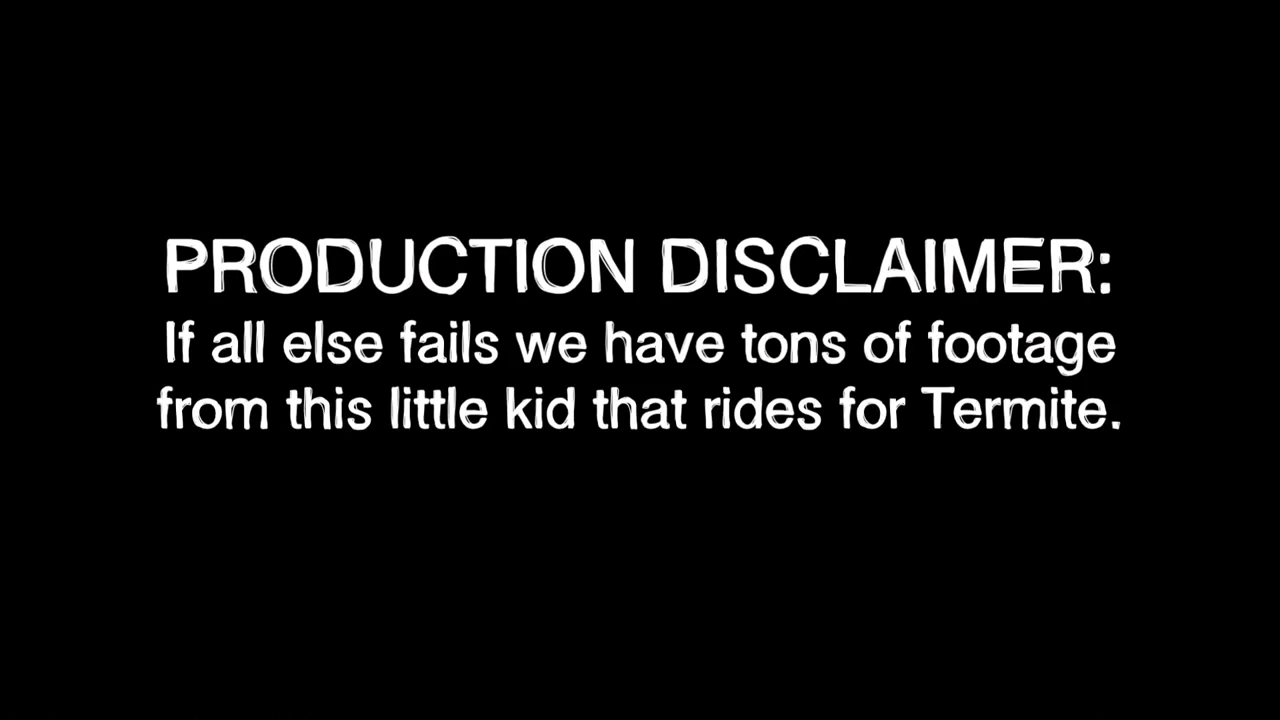 PRODUCTION DISCLAIMER:
If all else fails we have tons of footage
from this little kid that rides for Termite.